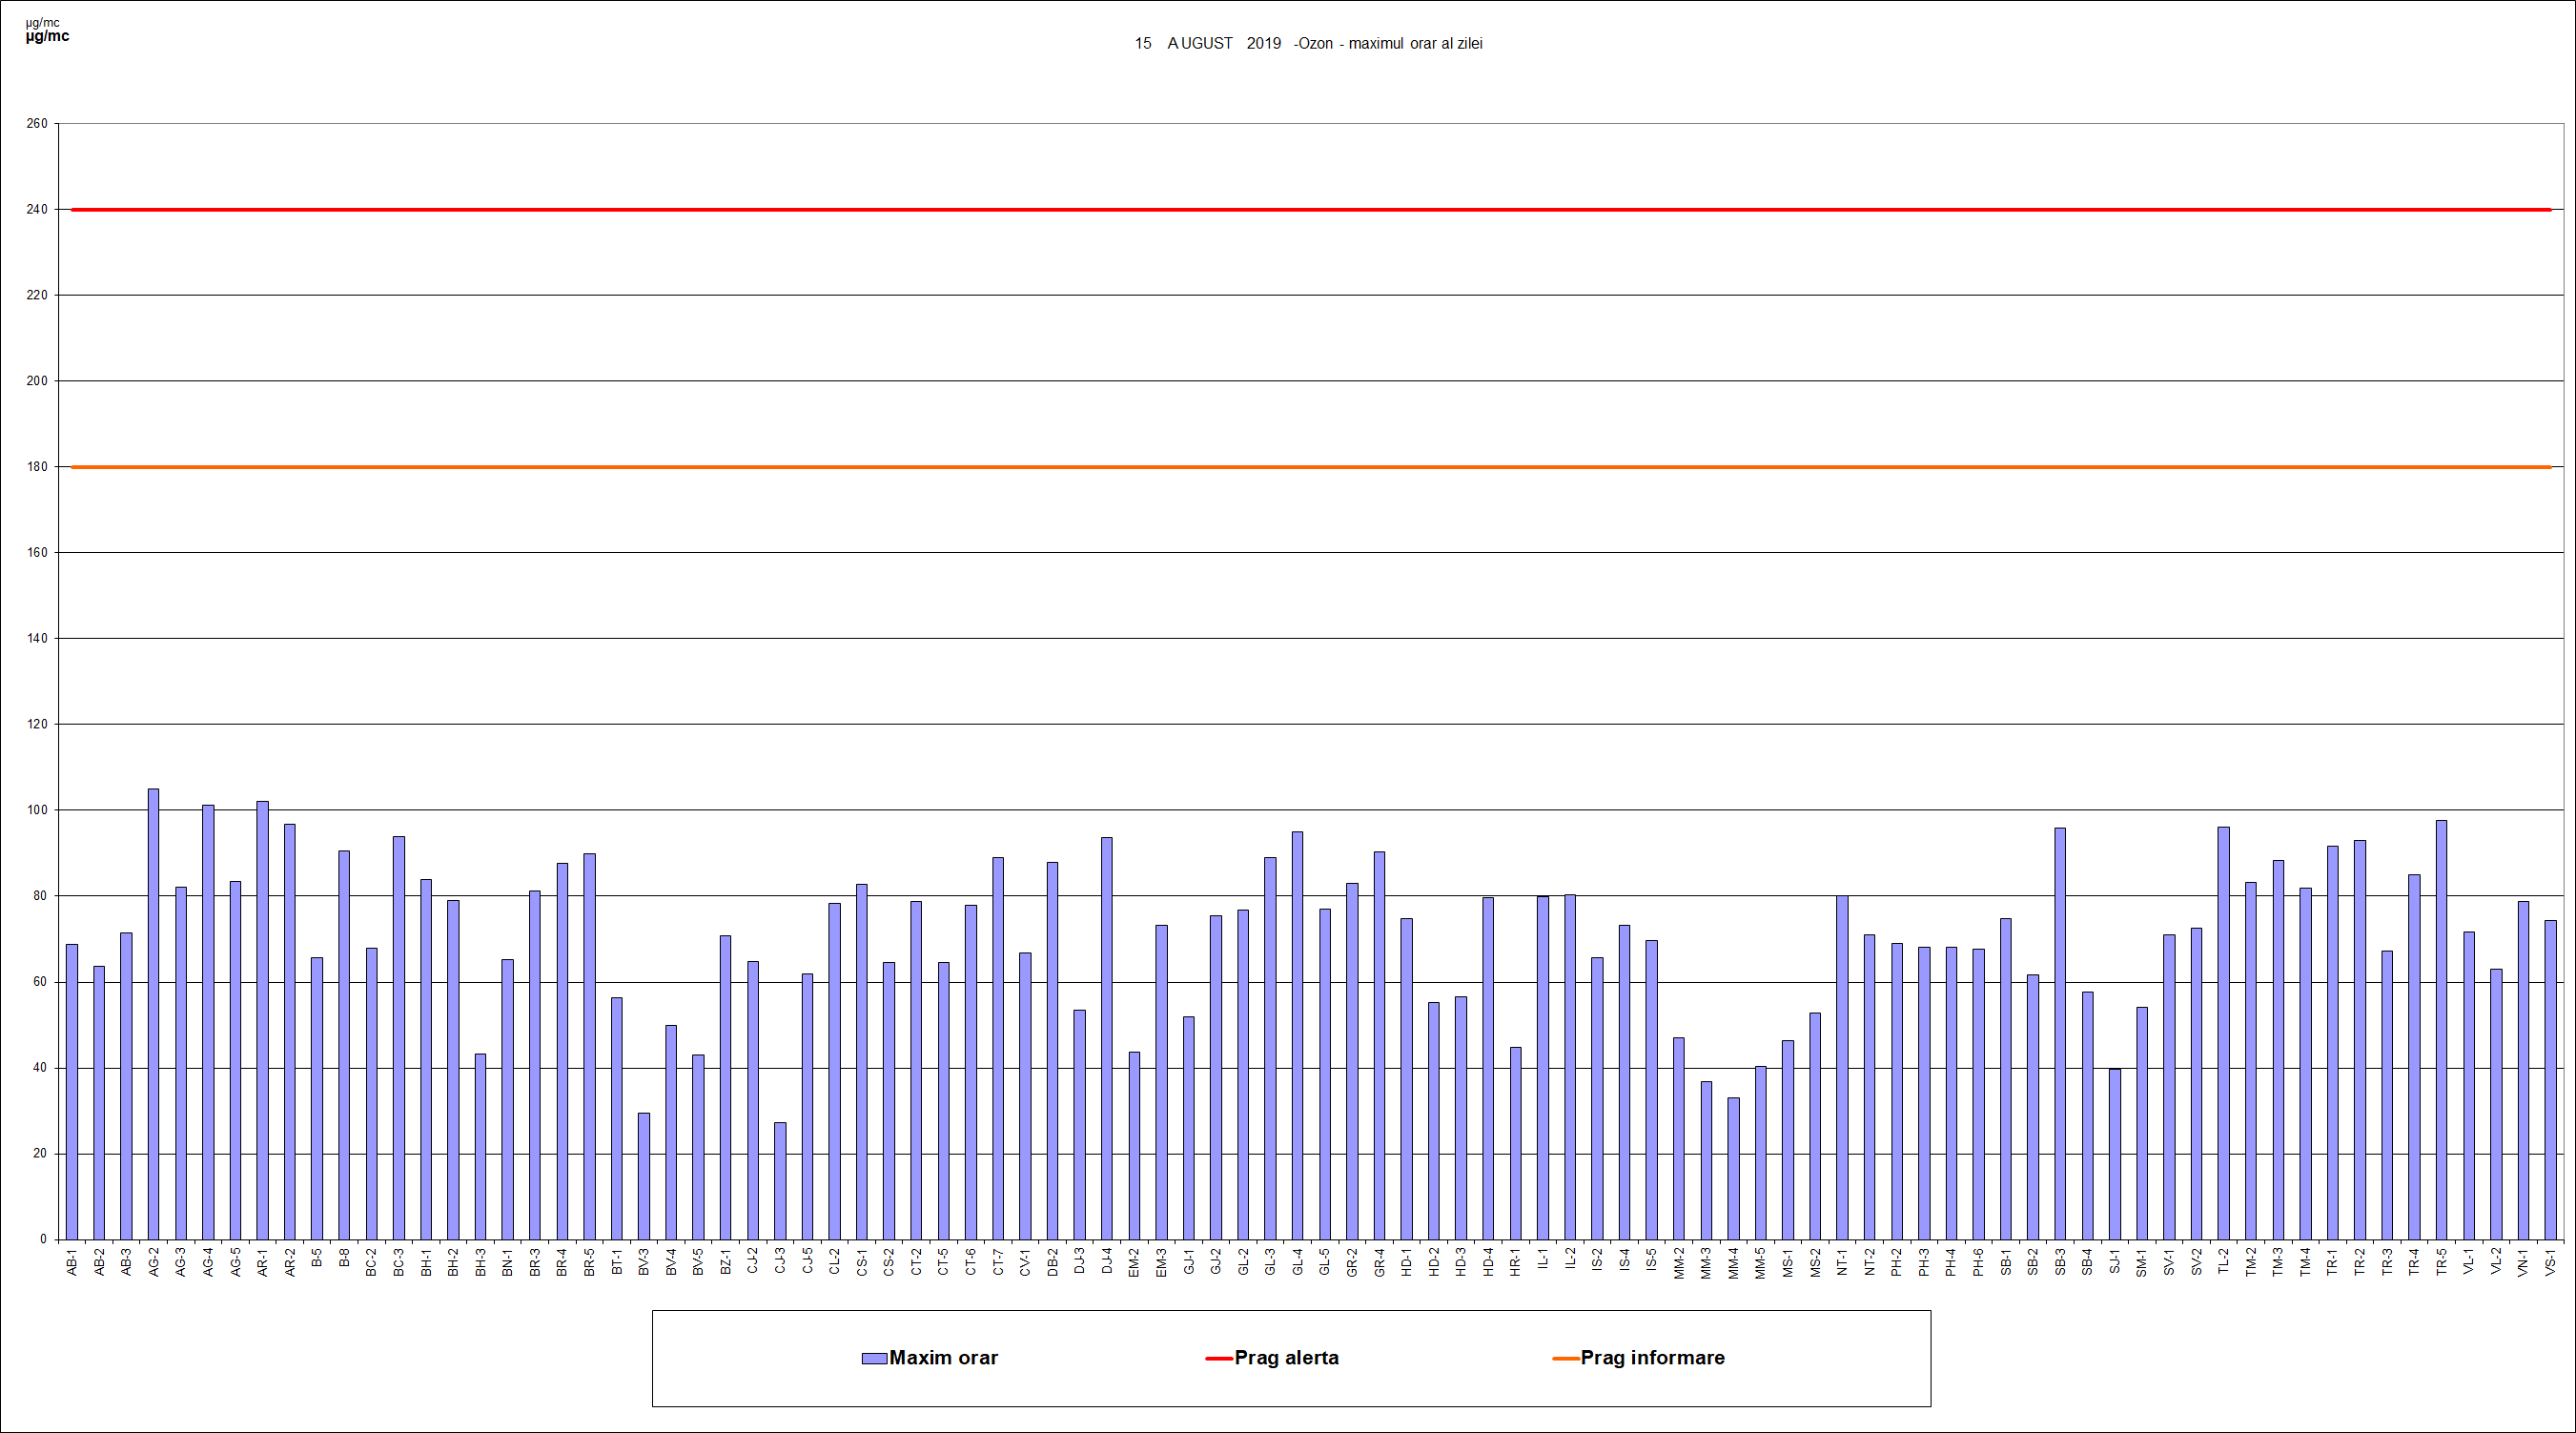 µg/mc
µg/mc
15 AUGUST 2019 -Ozon - maximul orar al zilei
260
240
220
200
180
160
140
120
100
80
60
40
20
0
AB-1 AB-2 AB-3 AG-2 AG-3 AG-4 AG-5 AR-1 AR-2 B-5 B-8 BC-2 BC-3 BH-1 BH-2 BH-3 BN-1 BR-3 BR-4 BR-5 BT-1 BV-3 BV-4 BV-5 BZ-1 CJ-2 CJ-3 CJ-5 CL-2 CS-1 CS-2 CT-2 CT-5 CT-6 CT-7 CV-1 DB-2 DJ-3 DJ-4 EM-2 EM-3 GJ-1 GJ-2 GL-2 GL-3 GL-4 GL-5 GR-2 GR-4 HD-1 HD-2 HD-3 HD-4 HR-1 IL-1 IL-2 IS-2 IS-4 IS-5 MM-2 MM-3 MM-4 MM-5 MS-1 MS-2 NT-1 NT-2 PH-2 PH-3 PH-4 PH-6 SB-1 SB-2 SB-3 SB-4 SJ-1 SM-1 SV-1 SV-2 TL-2 TM-2 TM-3 TM-4 TR-1 TR-2 TR-3 TR-4 TR-5 VL-1 VL-2 VN-1 VS-1
Maxim orar Prag alerta Prag informare